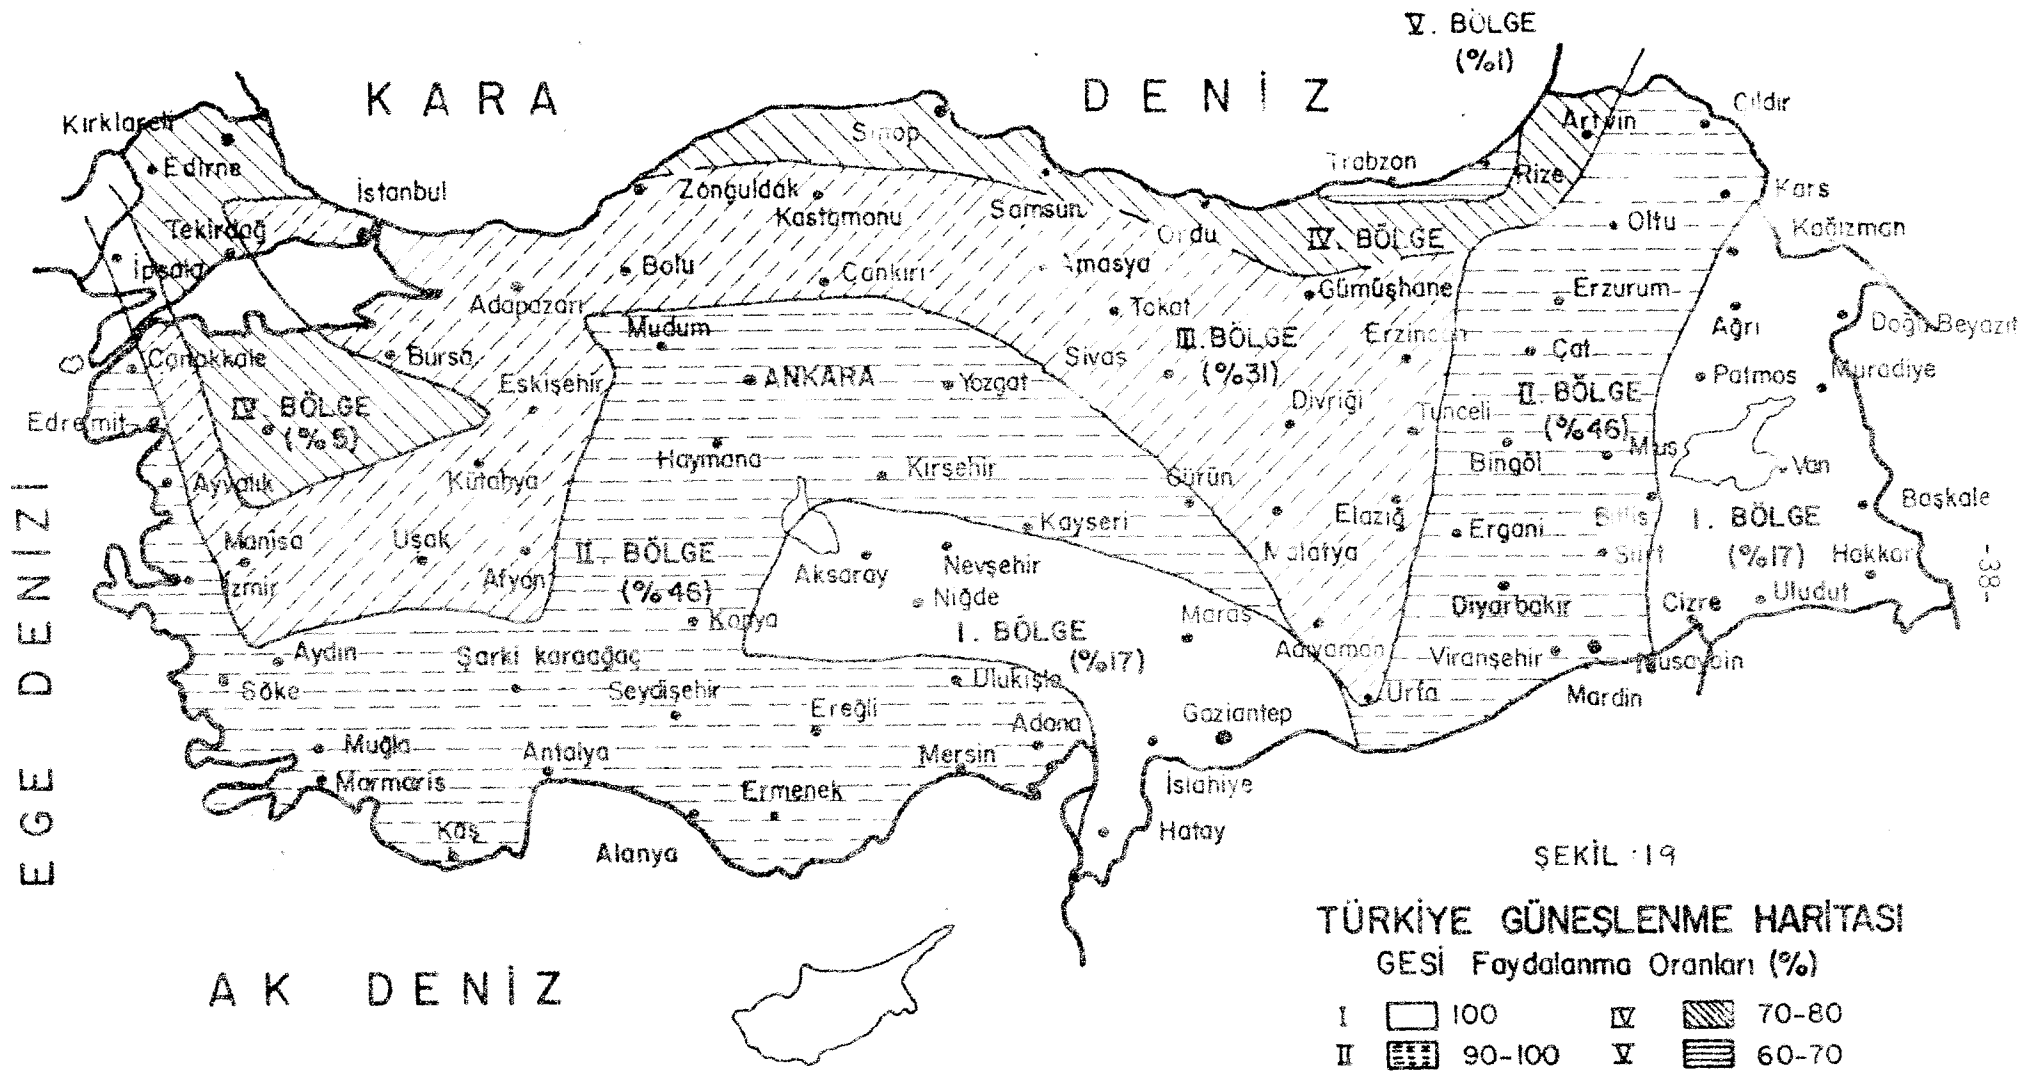 V. BÖLGE
(%1)
KARA DENİZ
Kırklareli
Edirne
Tekirdağ
İpsala
İstanbul
Sinop
Zonguldak
Kastamonu
Samsun
Ordu
Trabzon
Rize
Artvin
Çıldır
Kars
Oltu
Kağızman
IV. BÖLGE
Bolu
Çankırı
Amasya
Adapazarı
Tokat
Gümüşhane
Erzurum
Mudum
Çanakkale
Bursa
III. BÖLGE
(%31)
Erzincan
Ağrı
Doğu Beyazıt
Eskişehir
ANKARA
Yozgat
Sivas
Çat
Patmos
Muradiye
IV. BÖLGE
(%5)
Edremit
Divriği
Tunceli
II. BÖLGE
(%46)
Muş
Haymana
Kırşehir
Bingöl
Van
Ayvalık
Kütahya
Gürün
Kayseri
Elazığ
Ergani
Bitlis
I. BÖLGE
(%17)
Başkale
Manisa
Uşak
II. BÖLGE
(%46)
Nevşehir
Malatya
Siirt
Hakkari
İzmir
Afyon
Aksaray
Niğde
Diyarbakır
Cizre
Uludut
Konya
I. BÖLGE
(%17)
Maraş
Aydın
Şarki karaağaç
Adıyaman
Viranşehir
Nusaybin
Söke
Seydişehir
Ulukışla
Urfa
Mardin
Ereğli
Adana
Gaziantep
Muğla
Antalya
Mersin
Marmaris
Ermenek
İslahiye
Kaş
Alanya
Hatay
EGE DENİZİ
AK DENİZ
-38-
ŞEKİL :19
TÜRKİYE GÜNEŞLENME HARİTASI
GESİ Faydalanma Oranları (%)
I 100 IV 70-80
II 90-100 V 60-70